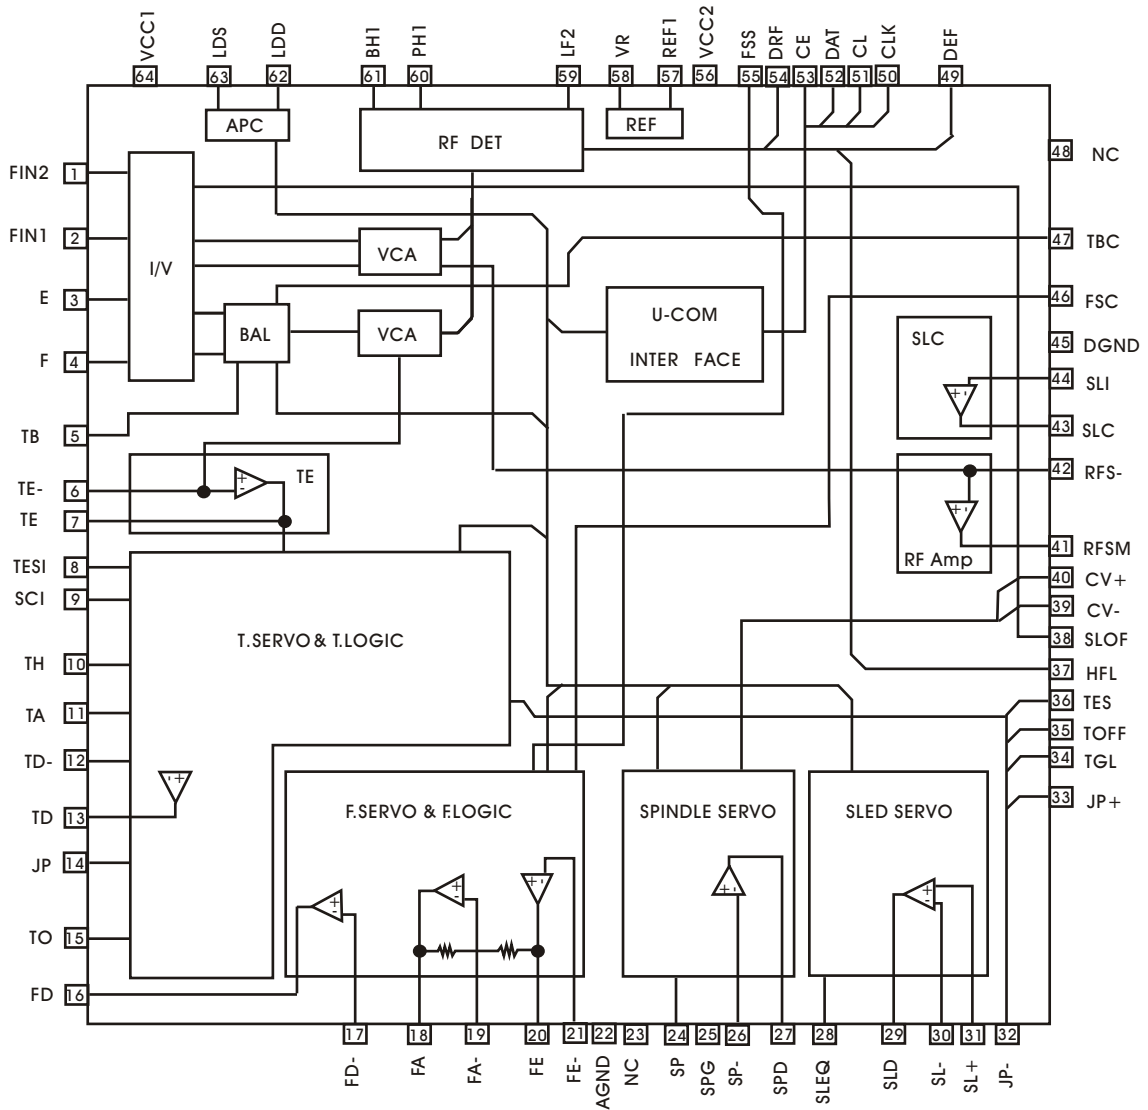 VCC1 LDS LDD BH1 PH1 LF2 VR REF1 VCC2 FSS DRF CE DAT CL CLK DEF
64 63 62 61 60 59 58 57 56 55 54 53 52 51 50 49
APC
RF DET
REF
FIN2 1
48 NC
FIN1 2
47 TBC
VCA
I/V
E 3
46 FSC
U-COM
INTER FACE
BAL
VCA
SLC
45 DGND
F 4
44 SLI
+ -
TB 5
43 SLC
TE
42 RFS-
TE- 6
+
-
TE 7
+ -
41 RFSM
RF Amp
TESI 8
40 CV+
SCI 9
39 CV-
T.SERVO & T.LOGIC
38 SLOF
TH 10
37 HFL
TA 11
36 TES
35 TOFF
TD- 12
34 TGL
- +
33 JP+
TD 13
F.SERVO & F.LOGIC
SPINDLE SERVO
SLED SERVO
JP 14
+
-
+
-
+ -
+ -
+
-
TO 15
FD 16
17 18 19 20 21 22 23 24 25 26 27 28 29 30 31 32
FD- FA FA- FE FE- AGND NC SP SPG SP- SPD SLEQ SLD SL- SL+ JP-